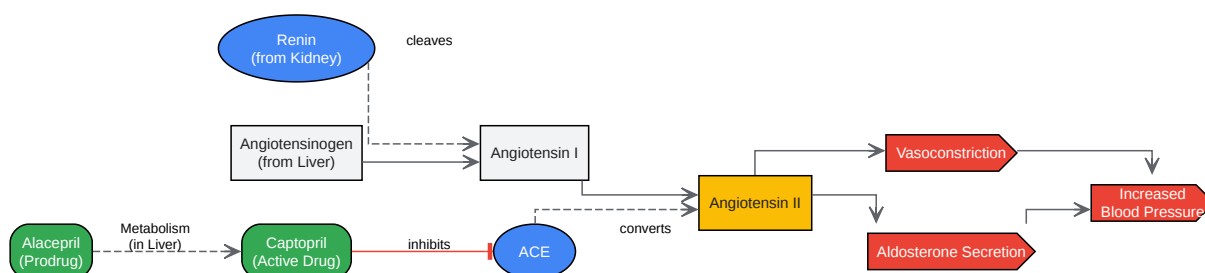 Renin
(from Kidney)
cleaves
Angiotensinogen
(from Liver)
Angiotensin I
Vasoconstriction
Angiotensin II
Increased
Blood Pressure
Alacepril
(Prodrug)
Metabolism
(in Liver)
Captopril
(Active Drug)
inhibits
ACE
converts
Aldosterone Secretion